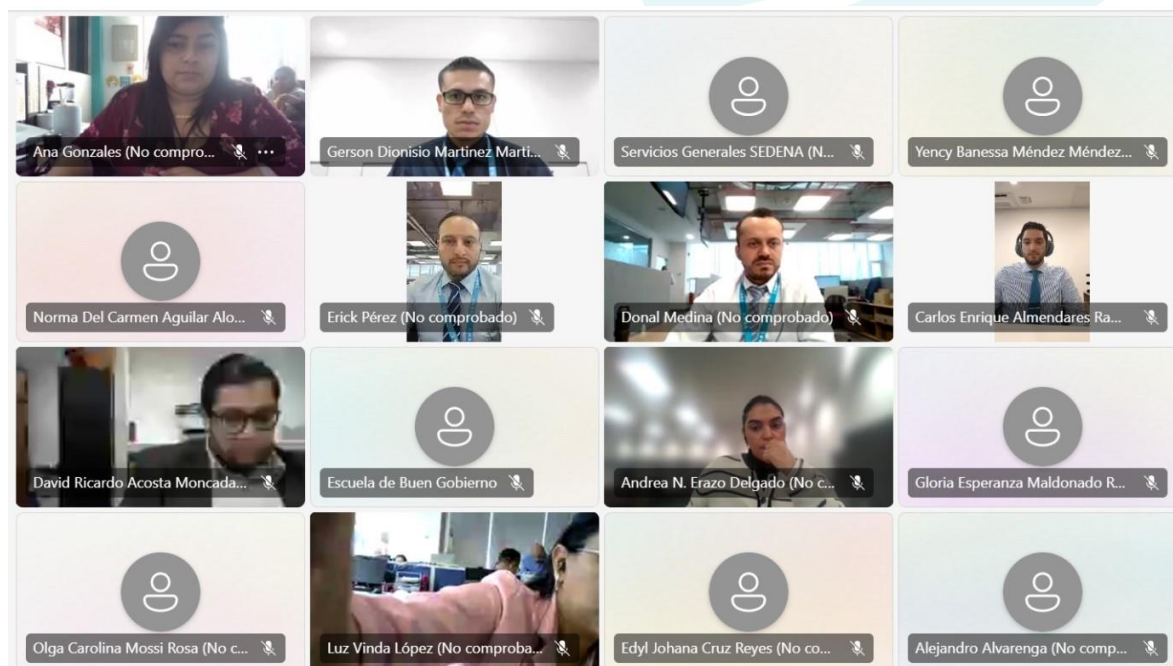 Ana Gonzales (No compro...
Gerson Dionisio Martinez Marti...
Servicios Generales SEDENA (N...
Yency Banessa Méndez Méndez...
Norma Del Carmen Aguilar Alo...
Erick Pérez (No comprobado)
Donal Medina (No comprobado)
Carlos Enrique Almendares Ra...
David Ricardo Acosta Moncada...
Escuela de Buen Gobierno
Andrea N. Erazo Delgado (No c...
Gloria Esperanza Maldonado R...
Olga Carolina Mossi Rosa (No c...
Luz Vinda López (No comproba...
Edyl Johana Cruz Reyes (No co...
Alejandro Alvarenga (No comp...